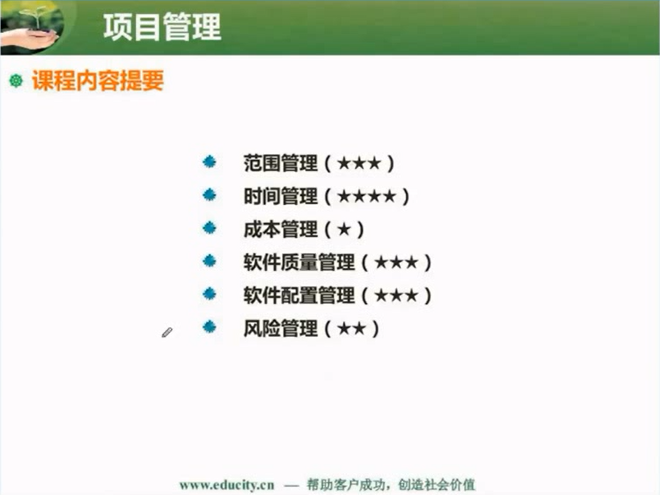 项目管理
课程内容提要
范围管理（★★★）
时间管理（★★★★）
成本管理（★）
软件质量管理（★★★）
软件配置管理（★★★）
风险管理（★★）
www.educity.cn — 帮助客户成功，创造社会价值